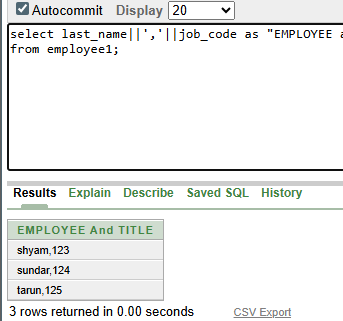 Autocommit Display 20
select last_name||','||job_code as "EMPLOYEE a
from employee1;
Results Explain Describe Saved SQL History
EMPLOYEE And TITLE
shyam,123
sundar,124
tarun,125
3 rows returned in 0.00 seconds CSV Export